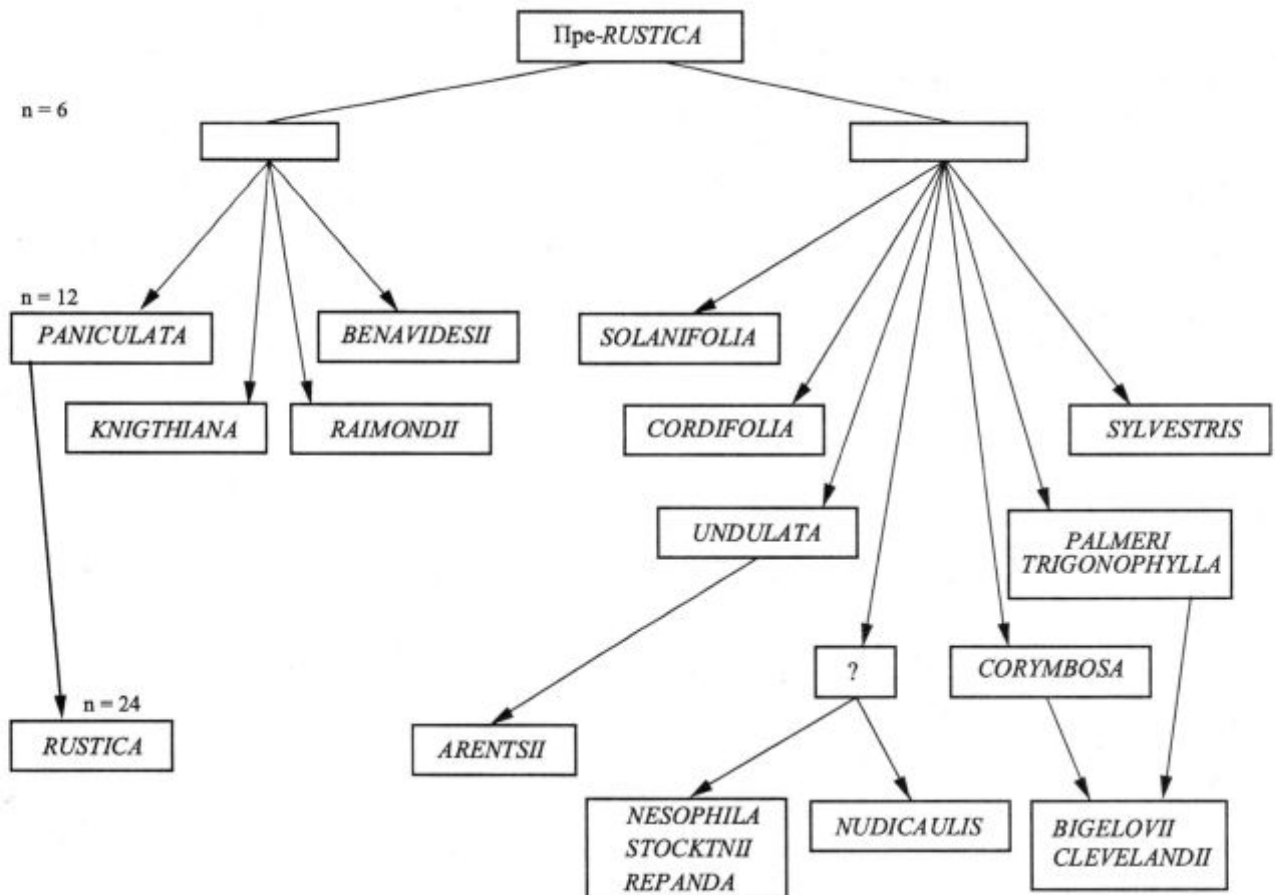 Пре-RUSTICA
n = 6
n = 12
PANICULATA
BENAVIDESII
SOLANIFOLIA
KNIGTHIANA
RAIMONDII
CORDIFOLIA
SYLVESTRIS
UNDULATA
PALMERI
TRIGONOPHYLLA
?
CORYMBOSA
n = 24
RUSTICA
ARENTSII
NESOPHILA
STOCKTNII
REPANDA
NUDICAULIS
BIGELOVII
CLEVELANDII